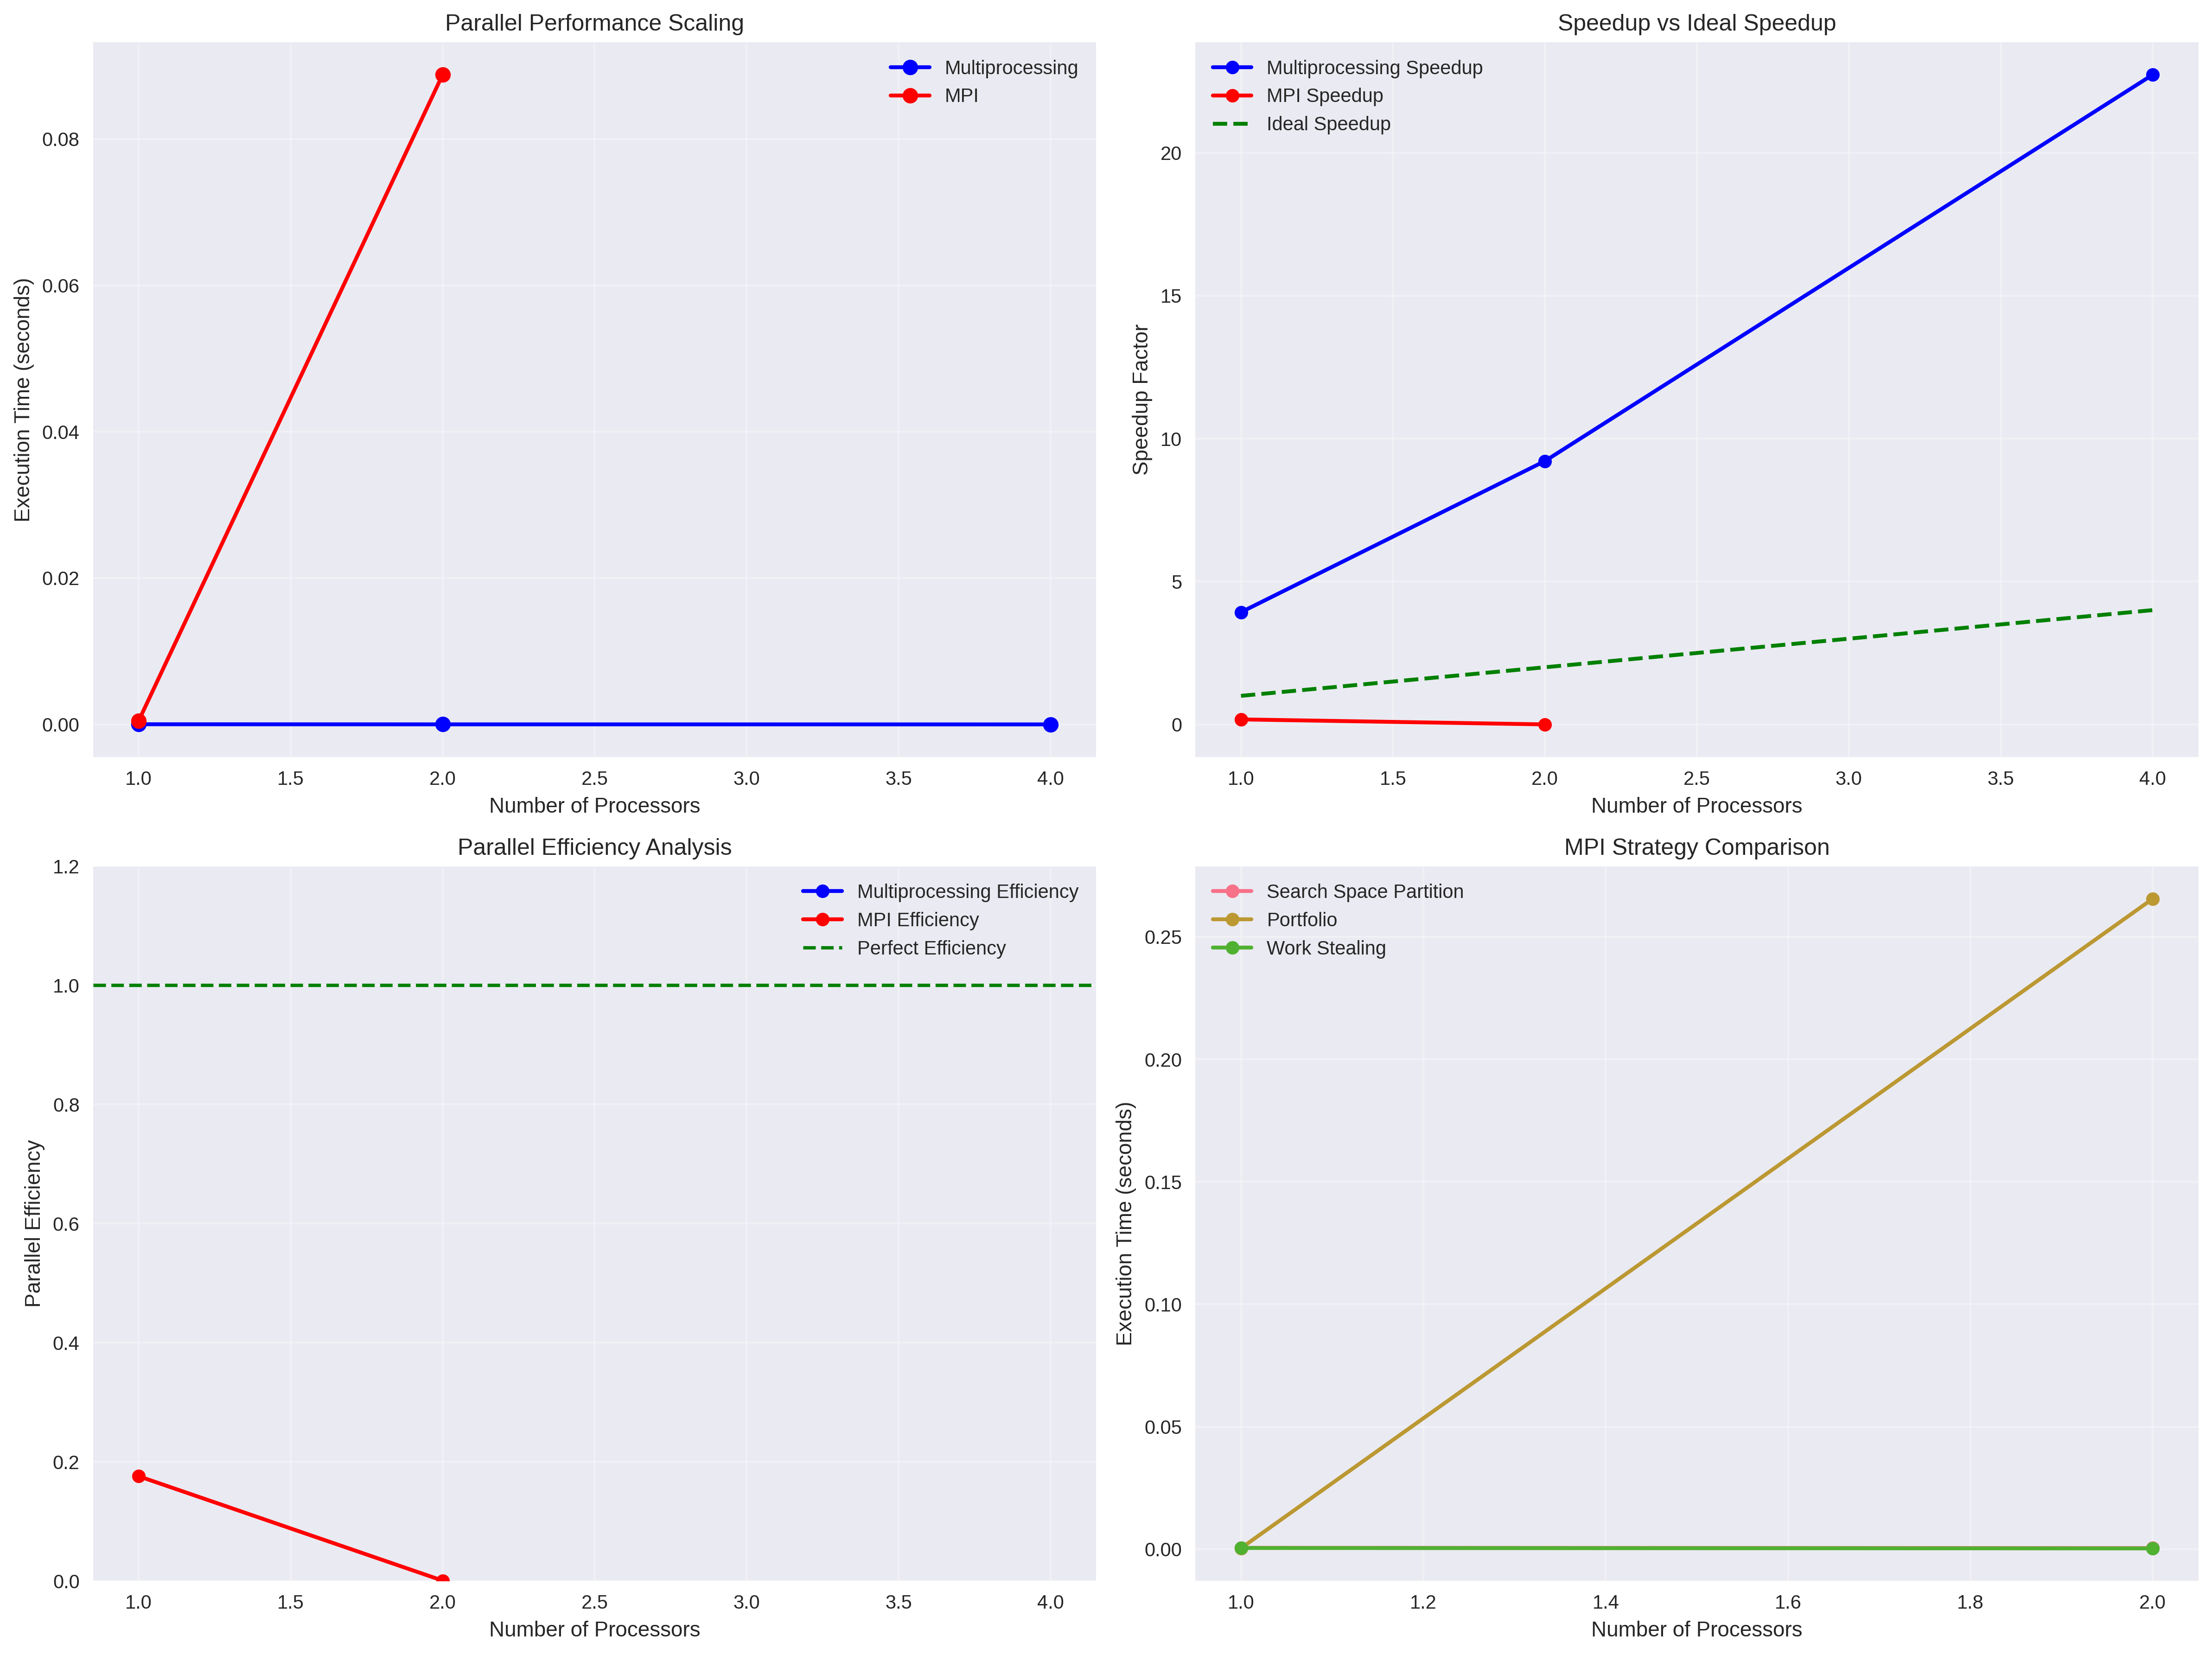 Parallel Performance Scaling
Multiprocessing
MPI
0.08
0.06
0.04
0.02
0.00
Execution Time (seconds)
1.0 1.5 2.0 2.5 3.0 3.5 4.0
Number of Processors
Speedup vs Ideal Speedup
Multiprocessing Speedup
MPI Speedup
Ideal Speedup
20
15
10
5
0
Speedup Factor
1.0 1.5 2.0 2.5 3.0 3.5 4.0
Number of Processors
Parallel Efficiency Analysis
Multiprocessing Efficiency
MPI Efficiency
Perfect Efficiency
1.2
1.0
0.8
0.6
0.4
0.2
0.0
Parallel Efficiency
1.0 1.5 2.0 2.5 3.0 3.5 4.0
Number of Processors
MPI Strategy Comparison
Search Space Partition
Portfolio
Work Stealing
0.25
0.20
0.15
0.10
0.05
0.00
Execution Time (seconds)
1.0 1.2 1.4 1.6 1.8 2.0
Number of Processors